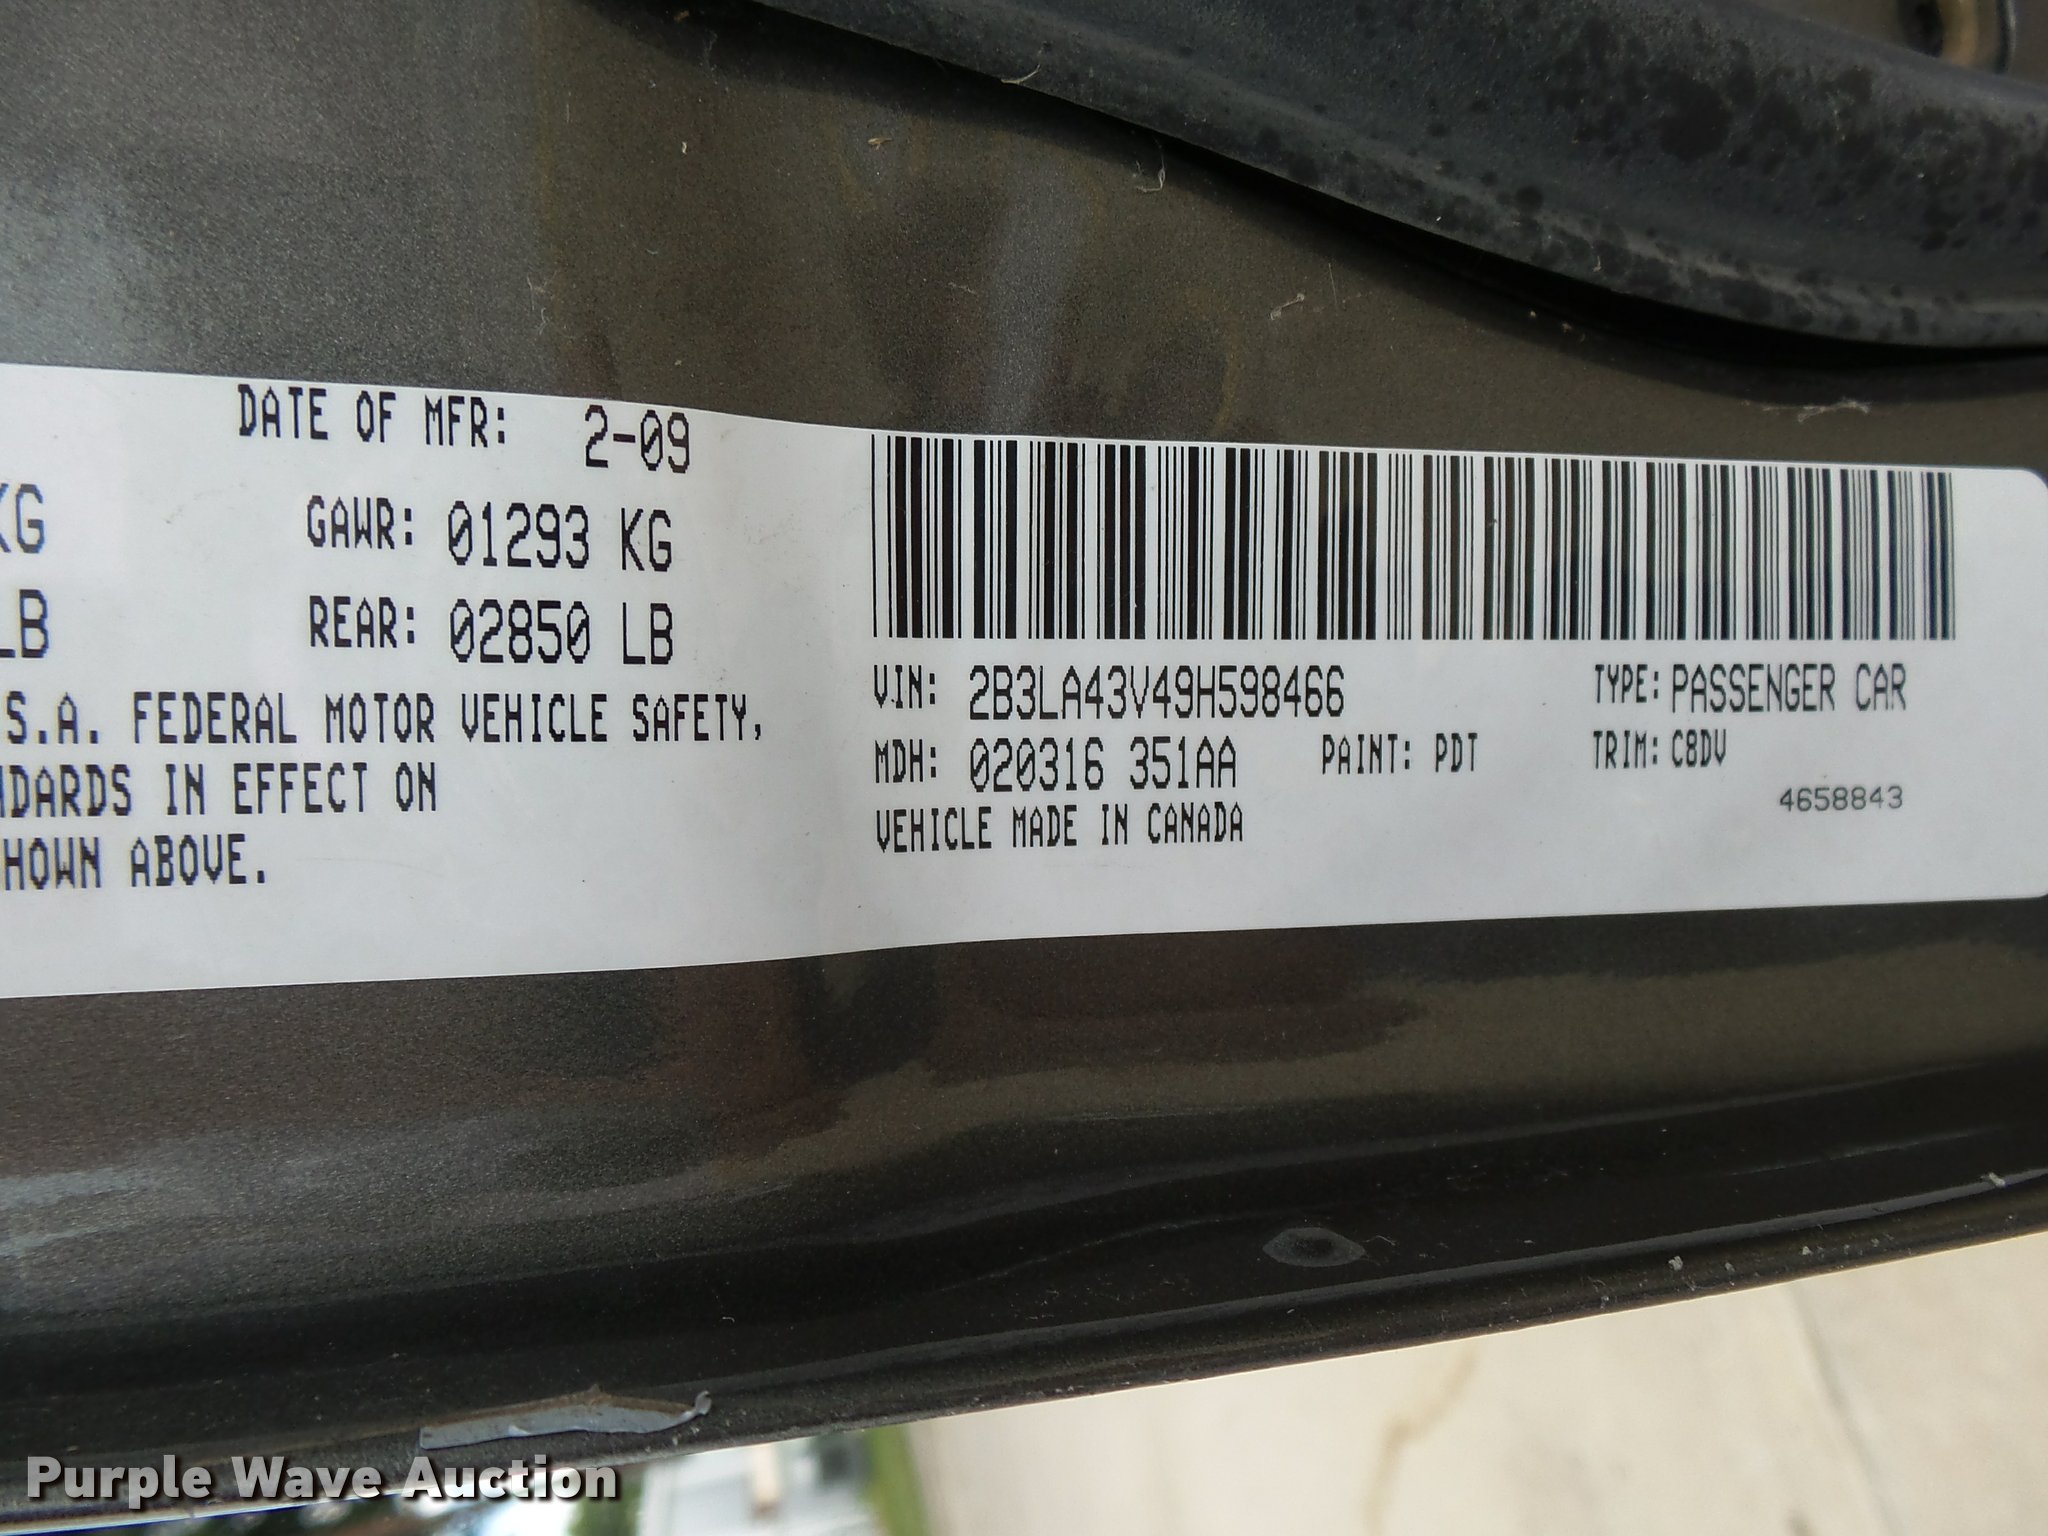 DATE OF MFR: 2-09
KG GAWR: 01293 KG
LB REAR: 02850 LB
S.A. FEDERAL MOTOR VEHICLE SAFETY,
NDARDS IN EFFECT ON
HOWN ABOVE.
VIN: 2B3LA43V49H598466 TYPE: PASSENGER CAR
MDH: 020316 351AA PAINT: PDT TRIM: C8DV
4658843
VEHICLE MADE IN CANADA
Purple Wave Auction